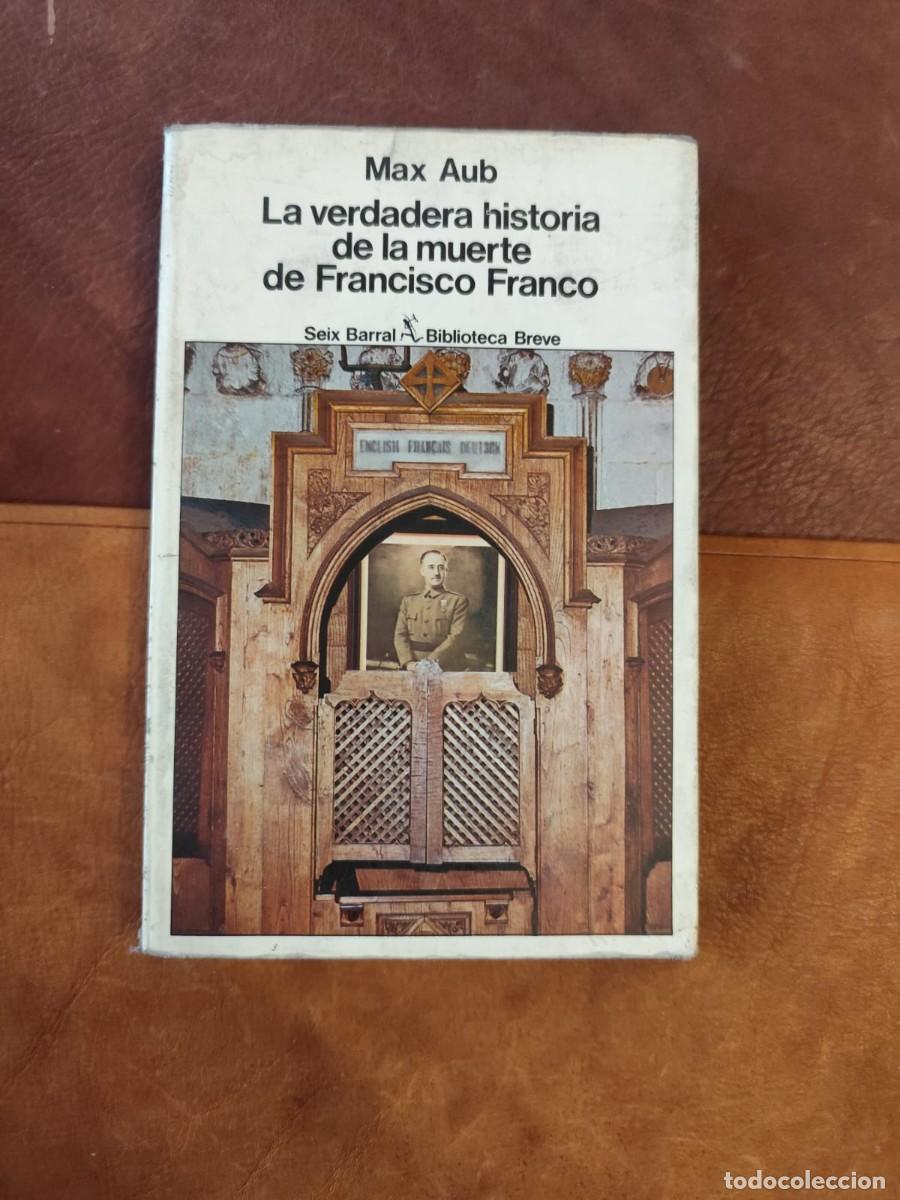 Max Aub
La verdadera historia
de la muerte
de Francisco Franco
Seix Barral Biblioteca Breve
ENGLISH FRANÇAIS DEUTSCH
todocoleccion